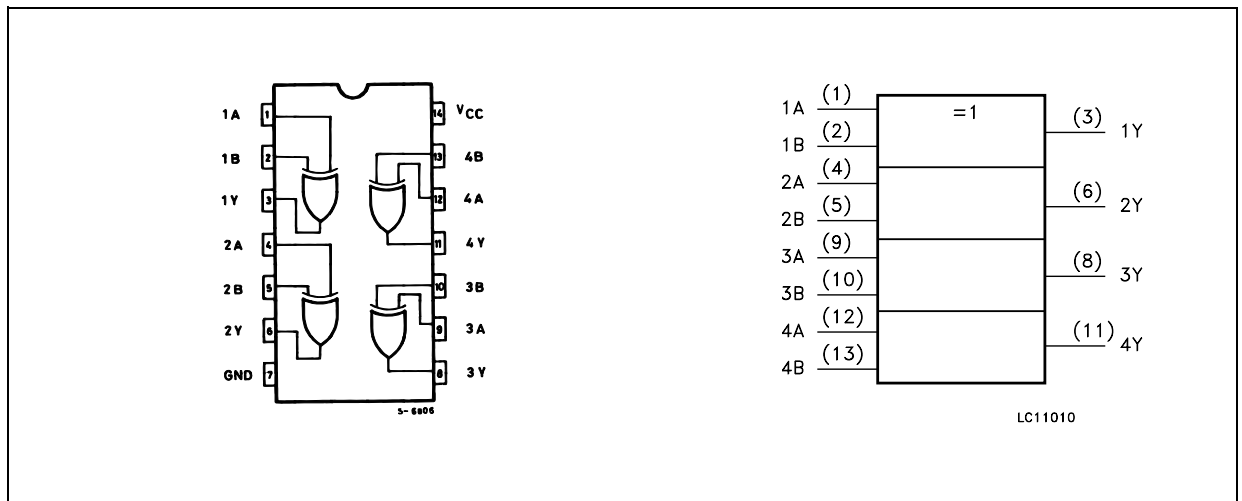 1A 1 14 VCC
1B 2 13 4B
1Y 3 12 4A
2A 4 11 4Y
2B 5 10 3B
2Y 6 9 3A
GND 7 8 3Y
S-6806
1A (1) =1
(3) 1Y
1B (2)
2A (4)
(6) 2Y
2B (5)
3A (9)
(8) 3Y
3B (10)
4A (12)
(11) 4Y
4B (13)
LC11010